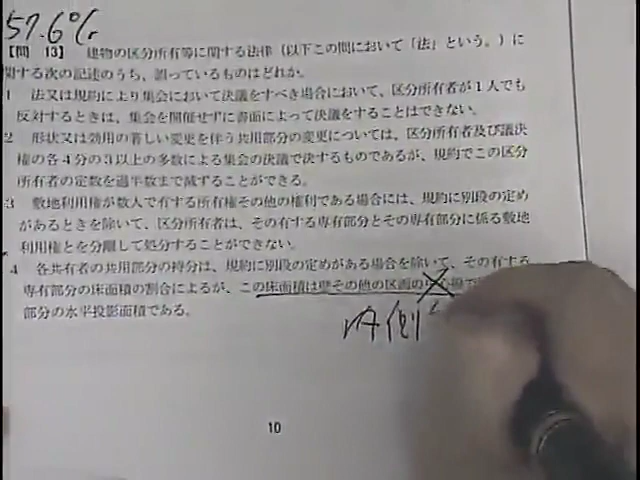 57.6%
【問 13】 建物の区分所有等に関する法律（以下この問において「法」という。）に
関する次の記述のうち、誤っているものはどれか。
1 法又は規約により集会において決議をすべき場合において、区分所有者が1人でも
反対するときは、集会を開催せずに書面によって決議をすることはできない。
2 形状又は効用の著しい変更を伴う共用部分の変更については、区分所有者及び議決
権の各4分の3以上の多数による集会の決議で決するものであるが、規約でこの区分
所有者の定数を過半数まで減ずることができる。
3 敷地利用権が数人で有する所有権その他の権利である場合には、規約に別段の定め
があるときを除いて、区分所有者は、その有する専有部分とその専有部分に係る敷地
利用権とを分離して処分することができない。
4 各共有者の共用部分の持分は、規約に別段の定めがある場合を除いて、その有する
専有部分の床面積の割合によるが、この床面積は壁その他の区画の中心線で
部分の水平投影面積である。
内側
10